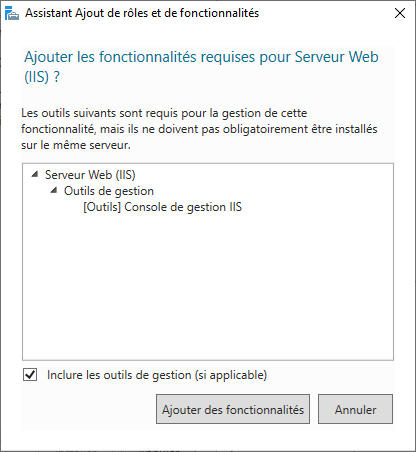 Assistant Ajout de rôles et de fonctionnalités
Ajouter les fonctionnalités requises pour Serveur Web
(IIS) ?
Les outils suivants sont requis pour la gestion de cette
fonctionnalité, mais ils ne doivent pas obligatoirement être installés
sur le même serveur.
Serveur Web (IIS)
Outils de gestion
[Outils] Console de gestion IIS
Inclure les outils de gestion (si applicable)
Ajouter des fonctionnalités
Annuler